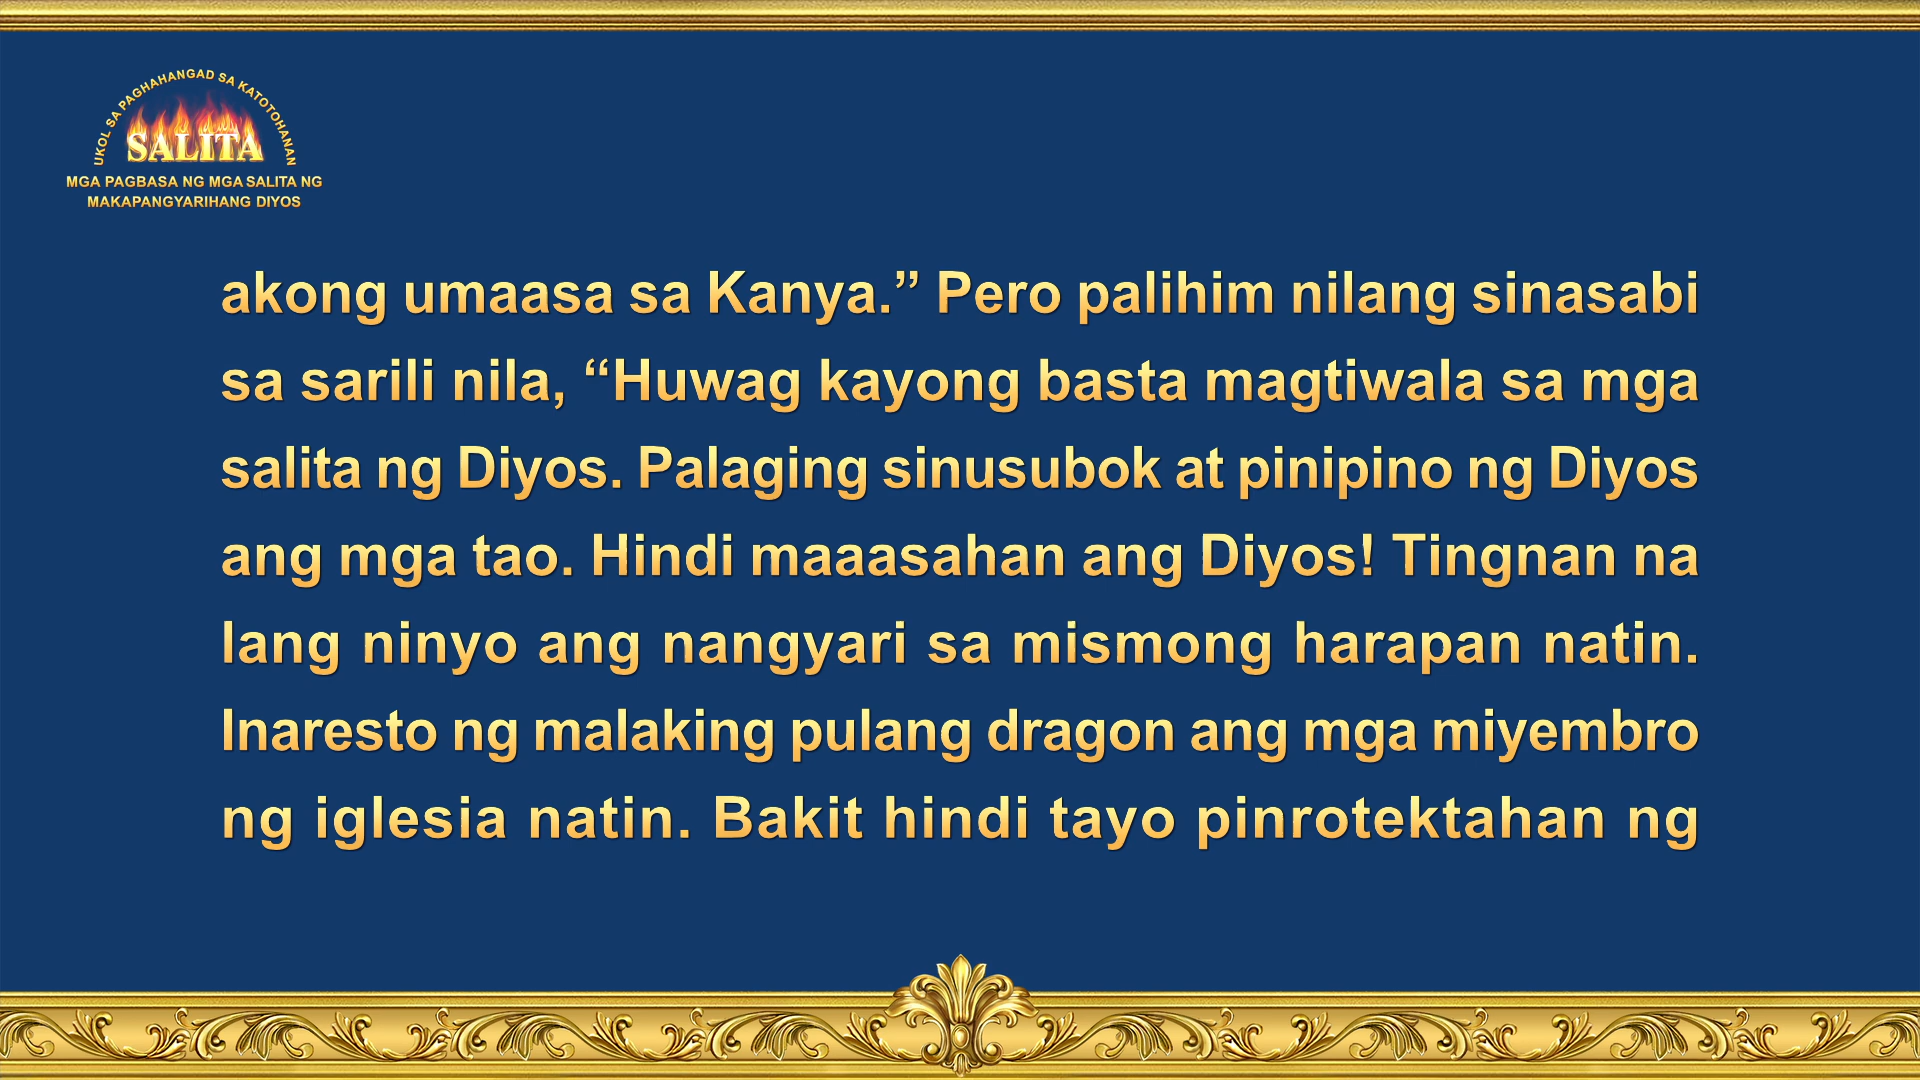 UKOL SA PAGHAHANGAD SA KATOTOHANAN
SALITA
MGA PAGBASA NG MGA SALITA NG
MAKAPANGYARIHANG DIYOS
akong umaasa sa Kanya.” Pero palihim nilang sinasabi
sa sarili nila, “Huwag kayong basta magtiwala sa mga
salita ng Diyos. Palaging sinusubok at pinipino ng Diyos
ang mga tao. Hindi maaasahan ang Diyos! Tingnan na
lang ninyo ang nangyari sa mismong harapan natin.
Inaresto ng malaking pulang dragon ang mga miyembro
ng iglesia natin. Bakit hindi tayo pinrotektahan ng